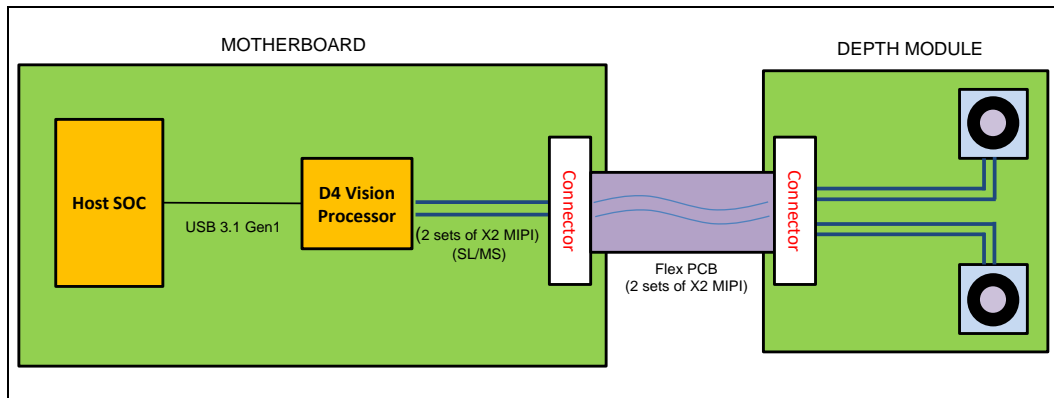 MOTHERBOARD
DEPTH MODULE
Host SOC
USB 3.1 Gen1
D4 Vision
Processor
(2 sets of X2 MIPI)
(SL/MS)
Connector
Flex PCB
(2 sets of X2 MIPI)
Connector